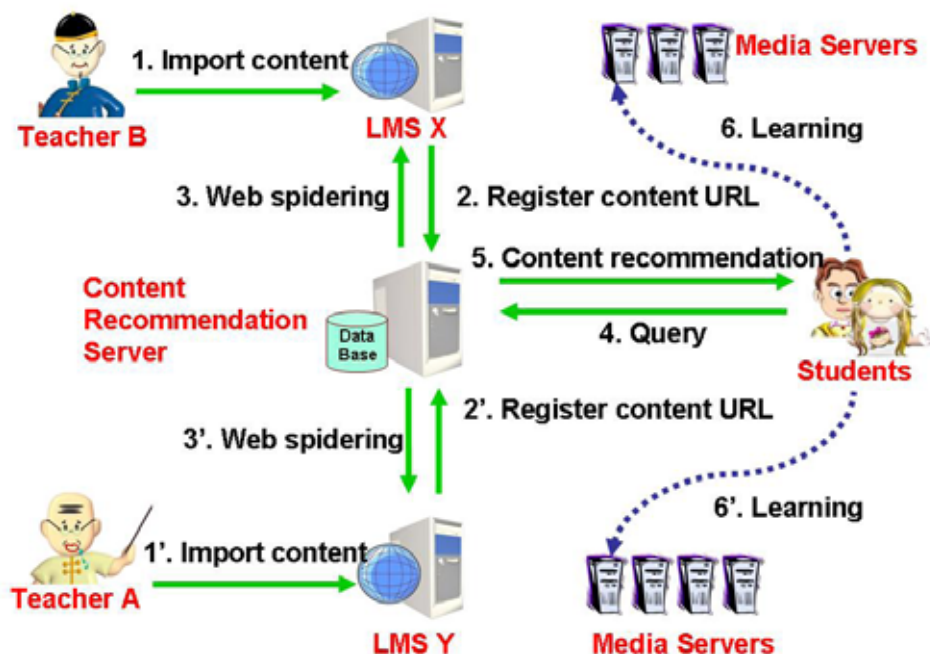 1. Import content
Teacher B
LMS X
Media Servers
6. Learning
3. Web spidering
2. Register content URL
5. Content recommendation
Content
Recommendation
Server
Data
Base
4. Query
Students
2'. Register content URL
3'. Web spidering
6'. Learning
1'. Import content
Teacher A
LMS Y
Media Servers